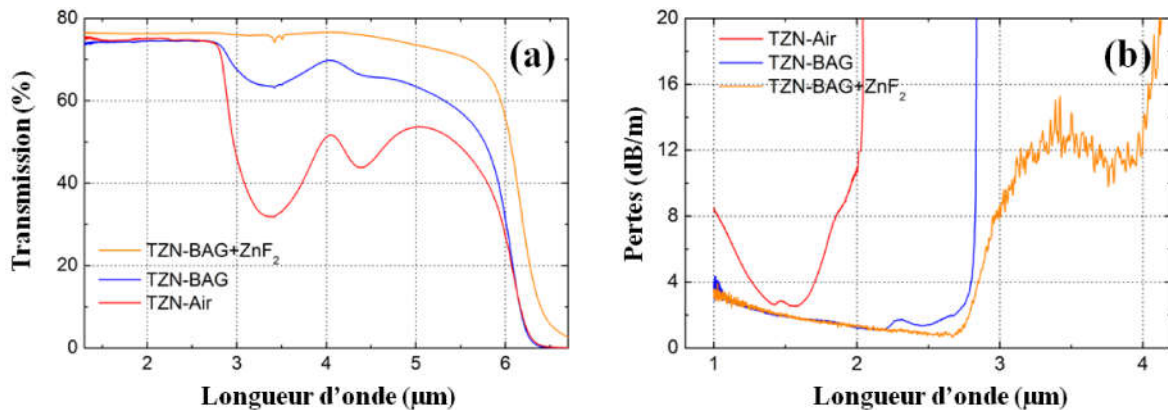 80
60
40
20
0
Transmission (%)
(a)
TZN-BAG+ZnF₂
TZN-BAG
TZN-Air
2
3
4
5
6
Longueur d’onde (µm)
20
16
12
8
4
0
Pertes (dB/m)
TZN-Air
TZN-BAG
TZN-BAG+ZnF₂
(b)
1
2
3
4
Longueur d’onde (µm)